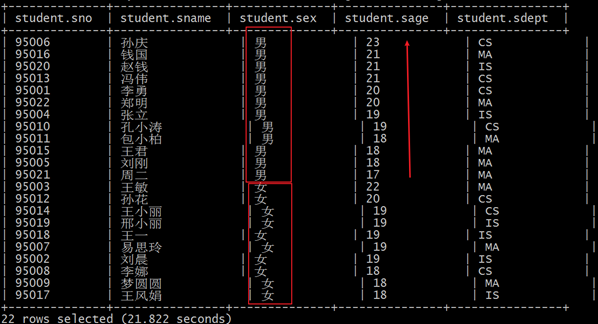 | student.sno | student.sname | student.sex | student.sage | student.sdept |
| 95006 | 孙庆 | 男 | 23 | CS |
| 95016 | 钱国 | 男 | 21 | MA |
| 95020 | 赵钱 | 男 | 21 | IS |
| 95013 | 冯伟 | 男 | 21 | CS |
| 95001 | 李勇 | 男 | 20 | CS |
| 95022 | 郑明 | 男 | 20 | MA |
| 95004 | 张立 | 男 | 19 | IS |
| 95010 | 孔小涛 | 男 | 19 | CS |
| 95011 | 包小柏 | 男 | 18 | MA |
| 95015 | 王君 | 男 | 18 | MA |
| 95005 | 刘刚 | 男 | 18 | MA |
| 95021 | 周二 | 男 | 17 | MA |
| 95003 | 王敏 | 女 | 22 | MA |
| 95012 | 孙花 | 女 | 20 | CS |
| 95014 | 王小丽 | 女 | 19 | CS |
| 95019 | 邢小丽 | 女 | 19 | IS |
| 95018 | 王一 | 女 | 19 | IS |
| 95007 | 易思玲 | 女 | 19 | MA |
| 95002 | 刘晨 | 女 | 19 | IS |
| 95008 | 李娜 | 女 | 18 | CS |
| 95009 | 梦圆圆 | 女 | 18 | MA |
| 95017 | 王风娟 | 女 | 18 | IS |
22 rows selected (21.822 seconds)